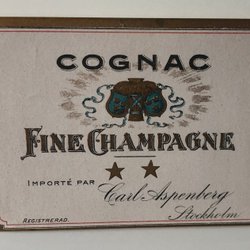 COGNAC
FINE CHAMPAGNE
IMPORTÉ PAR
Carl Aspenberg
Stockholm
REGISTRERAD.